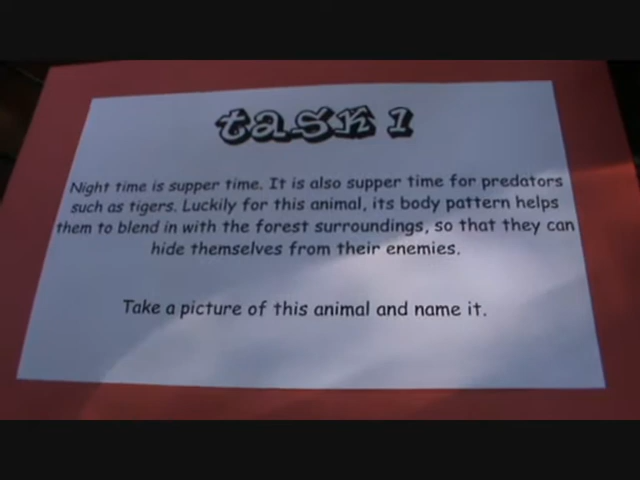 task 1
Night time is supper time. It is also supper time for predators
such as tigers. Luckily for this animal, its body pattern helps
them to blend in with the forest surroundings, so that they can
hide themselves from their enemies.
Take a picture of this animal and name it.